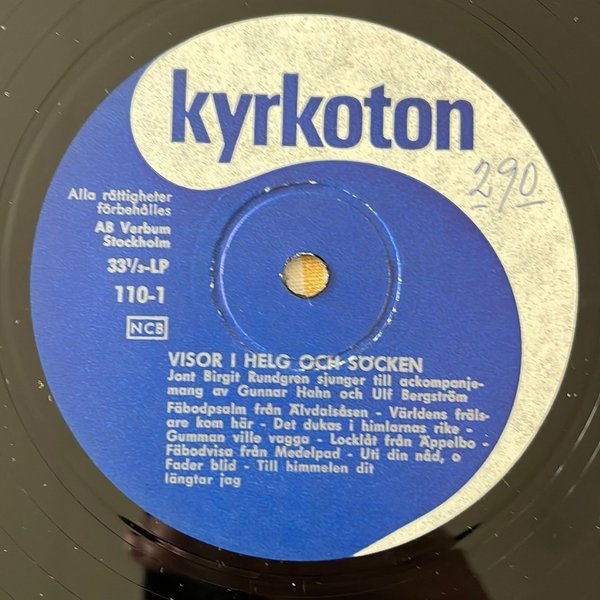 kyrkoton
290
Alla rättigheter
förbehålles
AB Verbum
Stockholm
33⅓-LP
110-1
NCB
VISOR I HELG OCH SÖCKEN
Jont Birgit Rundgren sjunger till ackompanje-
mang av Gunnar Hahn och Ulf Bergström
Fäbodpsalm från Älvdalsåsen - Världens fräls-
are kom här - Det dukas i himlarnas rike -
Gumman ville vagga - Locklåt från Äppelbo -
Fäbodvisa från Medelpad - Uti din nåd, o
Fader blid - Till himmelen dit
längtar jag